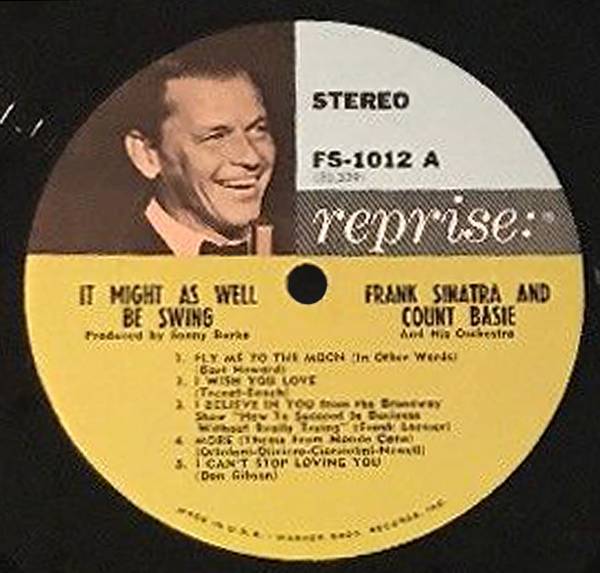 STEREO
FS-1012 A
reprise:®
IT MIGHT AS WELL
BE SWING
Produced by Sonny Burke
FRANK SINATRA AND
COUNT BASIE
And His Orchestra
1. FLY ME TO THE MOON (In Other Words)
(Bart Howard)
2. I WISH YOU LOVE
(Trenet-Beach)
3. I BELIEVE IN YOU from the Broadway
Show "How To Succeed In Business
Without Really Trying" (Frank Loesser)
4. MORE (Theme From Mondo Cane)
(Ortolani-Oliviero-Ciorciolini-Newell)
5. I CAN'T STOP LOVING YOU
(Don Gibson)
MADE IN U.S.A. - WARNER BROS. RECORDS, INC.